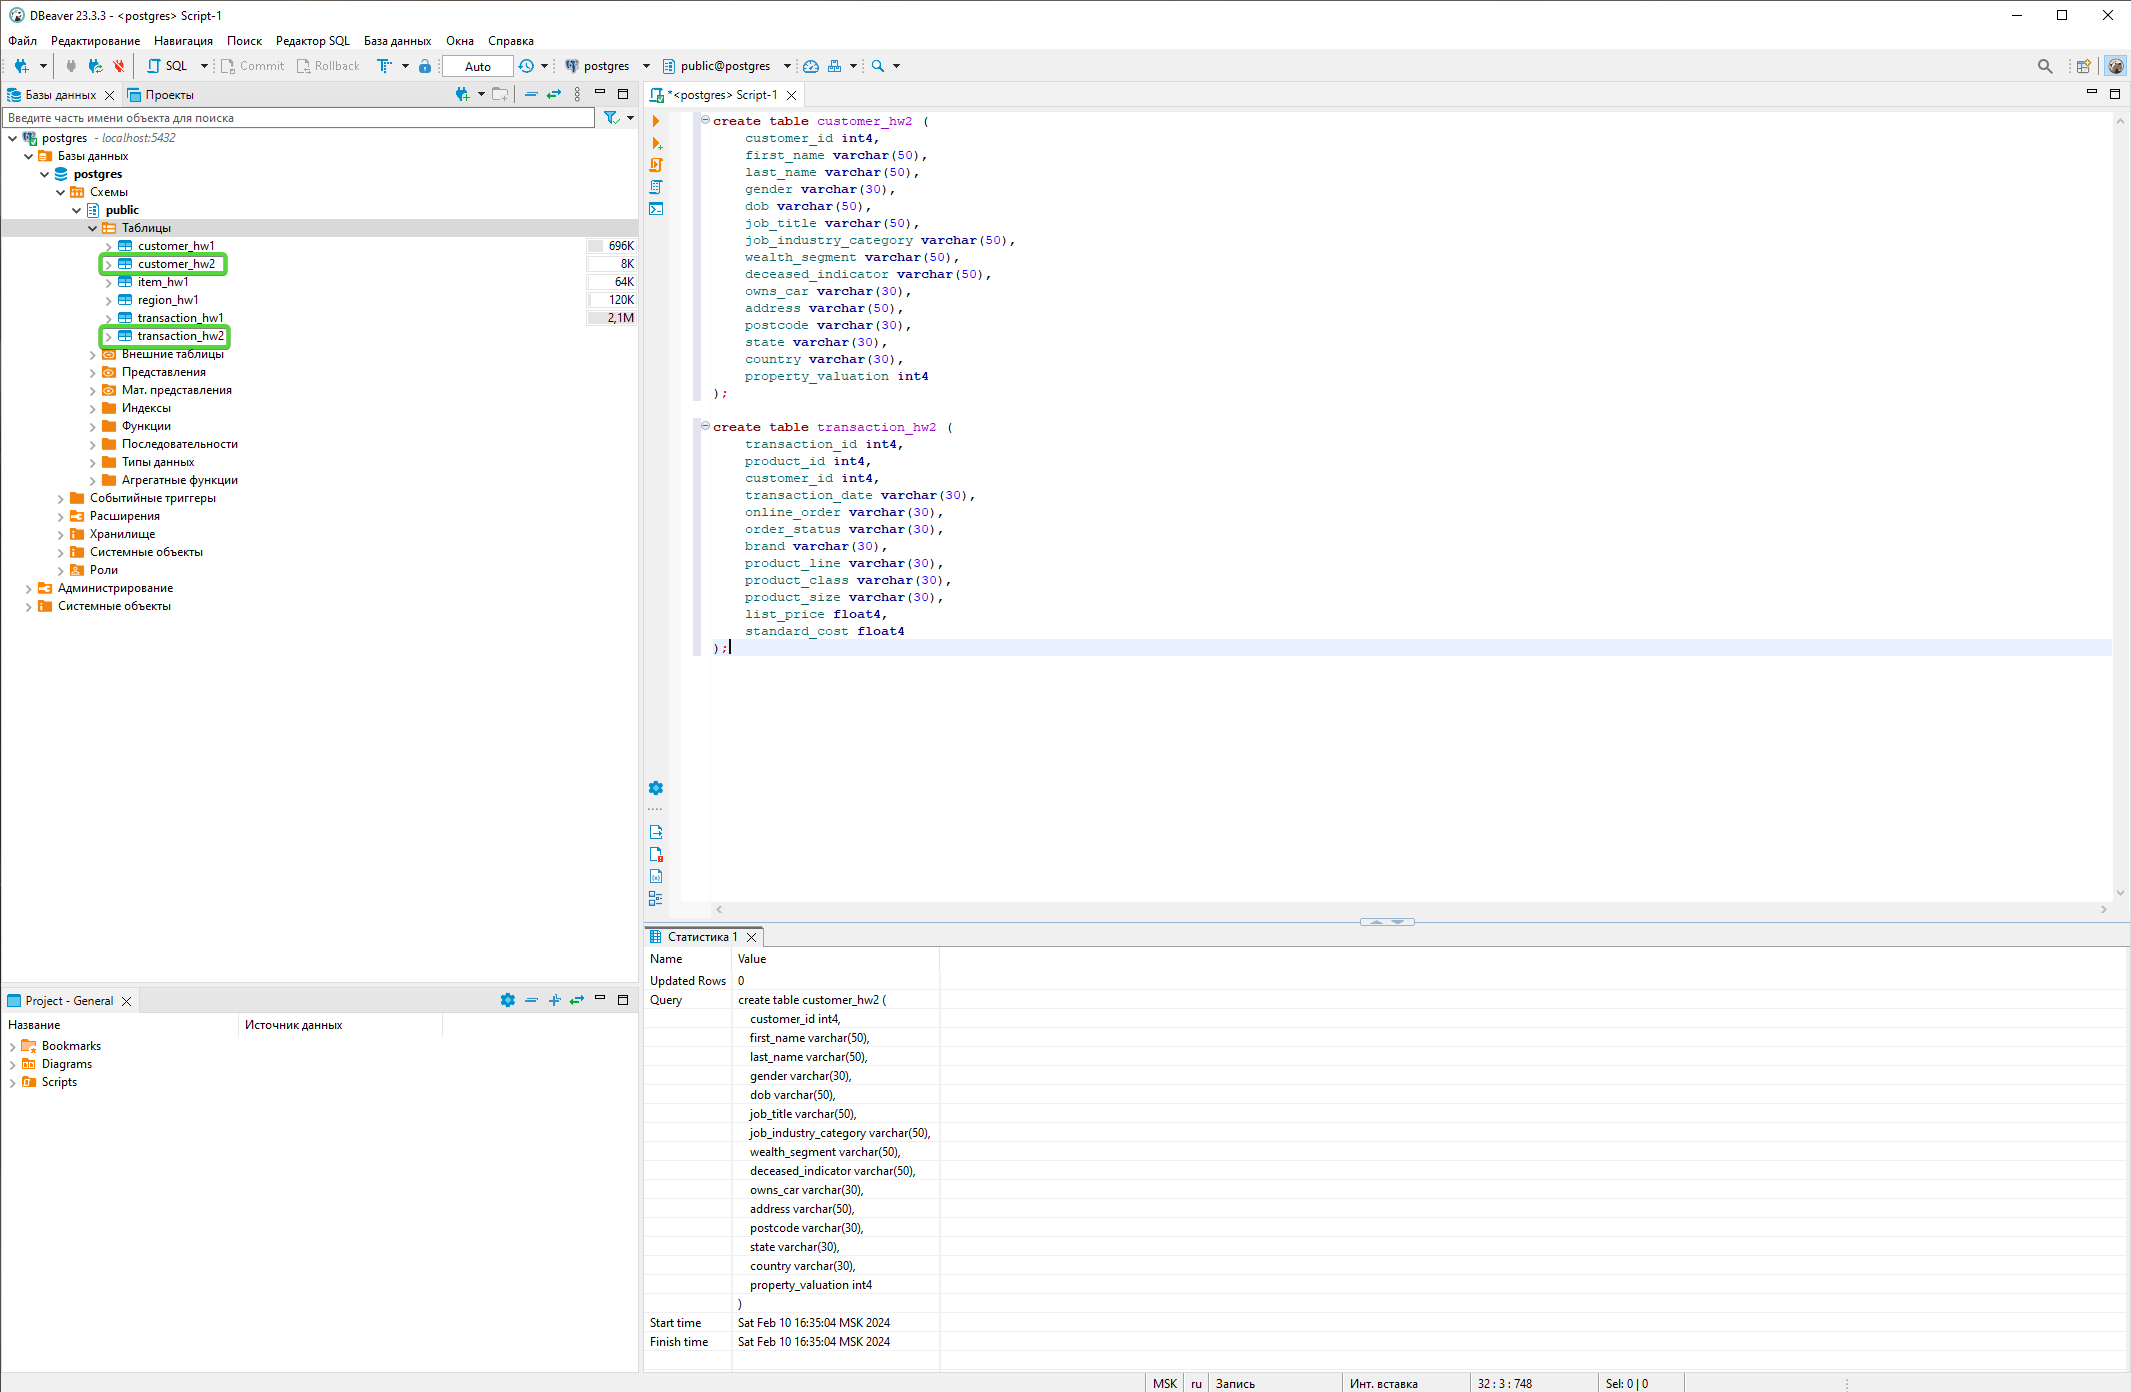 DBeaver 23.3.3 - <postgres> Script-1
Файл Редактирование Навигация Поиск Редактор SQL База данных Окна Справка
SQL Commit Rollback Auto postgres public@postgres
Базы данных Проекты
Введите часть имени объекта для поиска
postgres - localhost:5432
Базы данных
postgres
Схемы
public
Таблицы
customer_hw1 696K
customer_hw2 8K
item_hw1 64K
region_hw1 120K
transaction_hw1 2,1M
transaction_hw2
Внешние таблицы
Представления
Мат. представления
Индексы
Функции
Последовательности
Типы данных
Агрегатные функции
Событийные триггеры
Расширения
Хранилище
Системные объекты
Роли
Администрирование
Системные объекты
Project - General
Название Источник данных
Bookmarks
Diagrams
Scripts
*<postgres> Script-1
create table customer_hw2 (
customer_id int4,
first_name varchar(50),
last_name varchar(50),
gender varchar(30),
dob varchar(50),
job_title varchar(50),
job_industry_category varchar(50),
wealth_segment varchar(50),
deceased_indicator varchar(50),
owns_car varchar(30),
address varchar(50),
postcode varchar(30),
state varchar(30),
country varchar(30),
property_valuation int4
);
create table transaction_hw2 (
transaction_id int4,
product_id int4,
customer_id int4,
transaction_date varchar(30),
online_order varchar(30),
order_status varchar(30),
brand varchar(30),
product_line varchar(30),
product_class varchar(30),
product_size varchar(30),
list_price float4,
standard_cost float4
);
Статистика 1
Name Value
Updated Rows 0
Query create table customer_hw2 (
customer_id int4,
first_name varchar(50),
last_name varchar(50),
gender varchar(30),
dob varchar(50),
job_title varchar(50),
job_industry_category varchar(50),
wealth_segment varchar(50),
deceased_indicator varchar(50),
owns_car varchar(30),
address varchar(50),
postcode varchar(30),
state varchar(30),
country varchar(30),
property_valuation int4
)
Start time Sat Feb 10 16:35:04 MSK 2024
Finish time Sat Feb 10 16:35:04 MSK 2024
MSK ru Запись Инт. вставка 32 : 3 : 748 Sel: 0 | 0